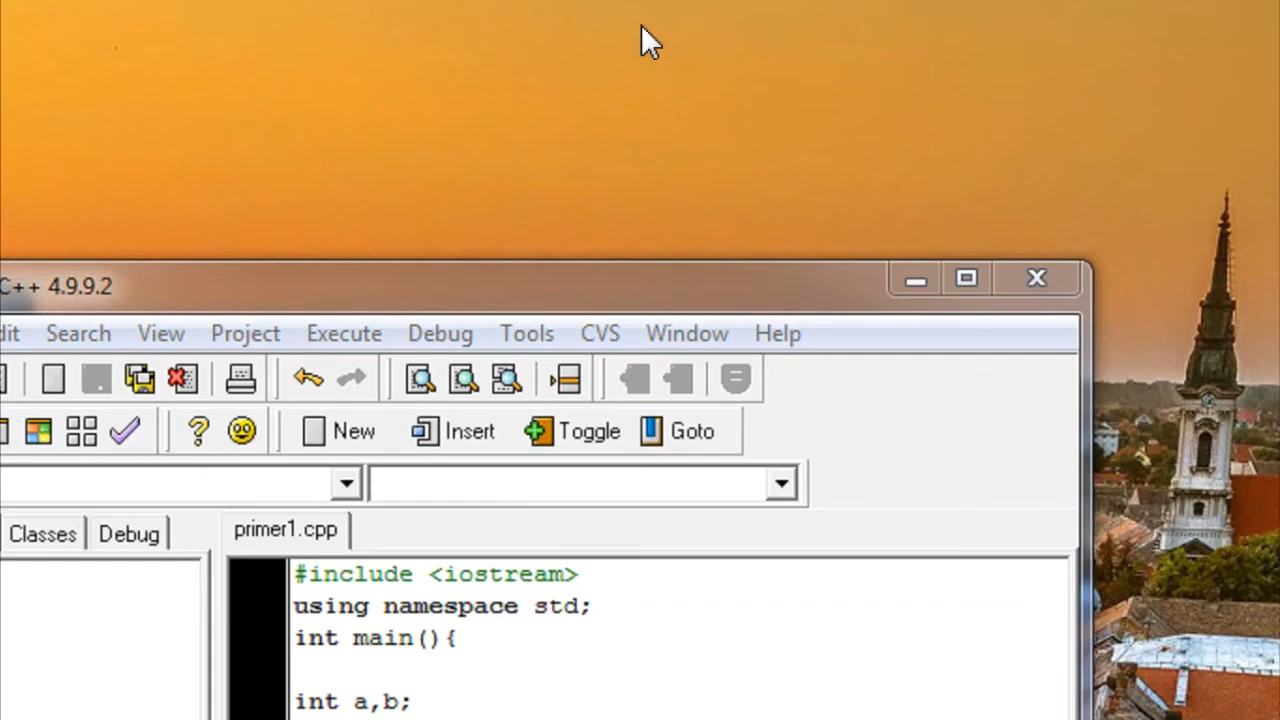 C++ 4.9.9.2
dit Search View Project Execute Debug Tools CVS Window Help
New Insert Toggle Goto
Classes Debug primer1.cpp
#include <iostream>
using namespace std;
int main(){
int a,b;